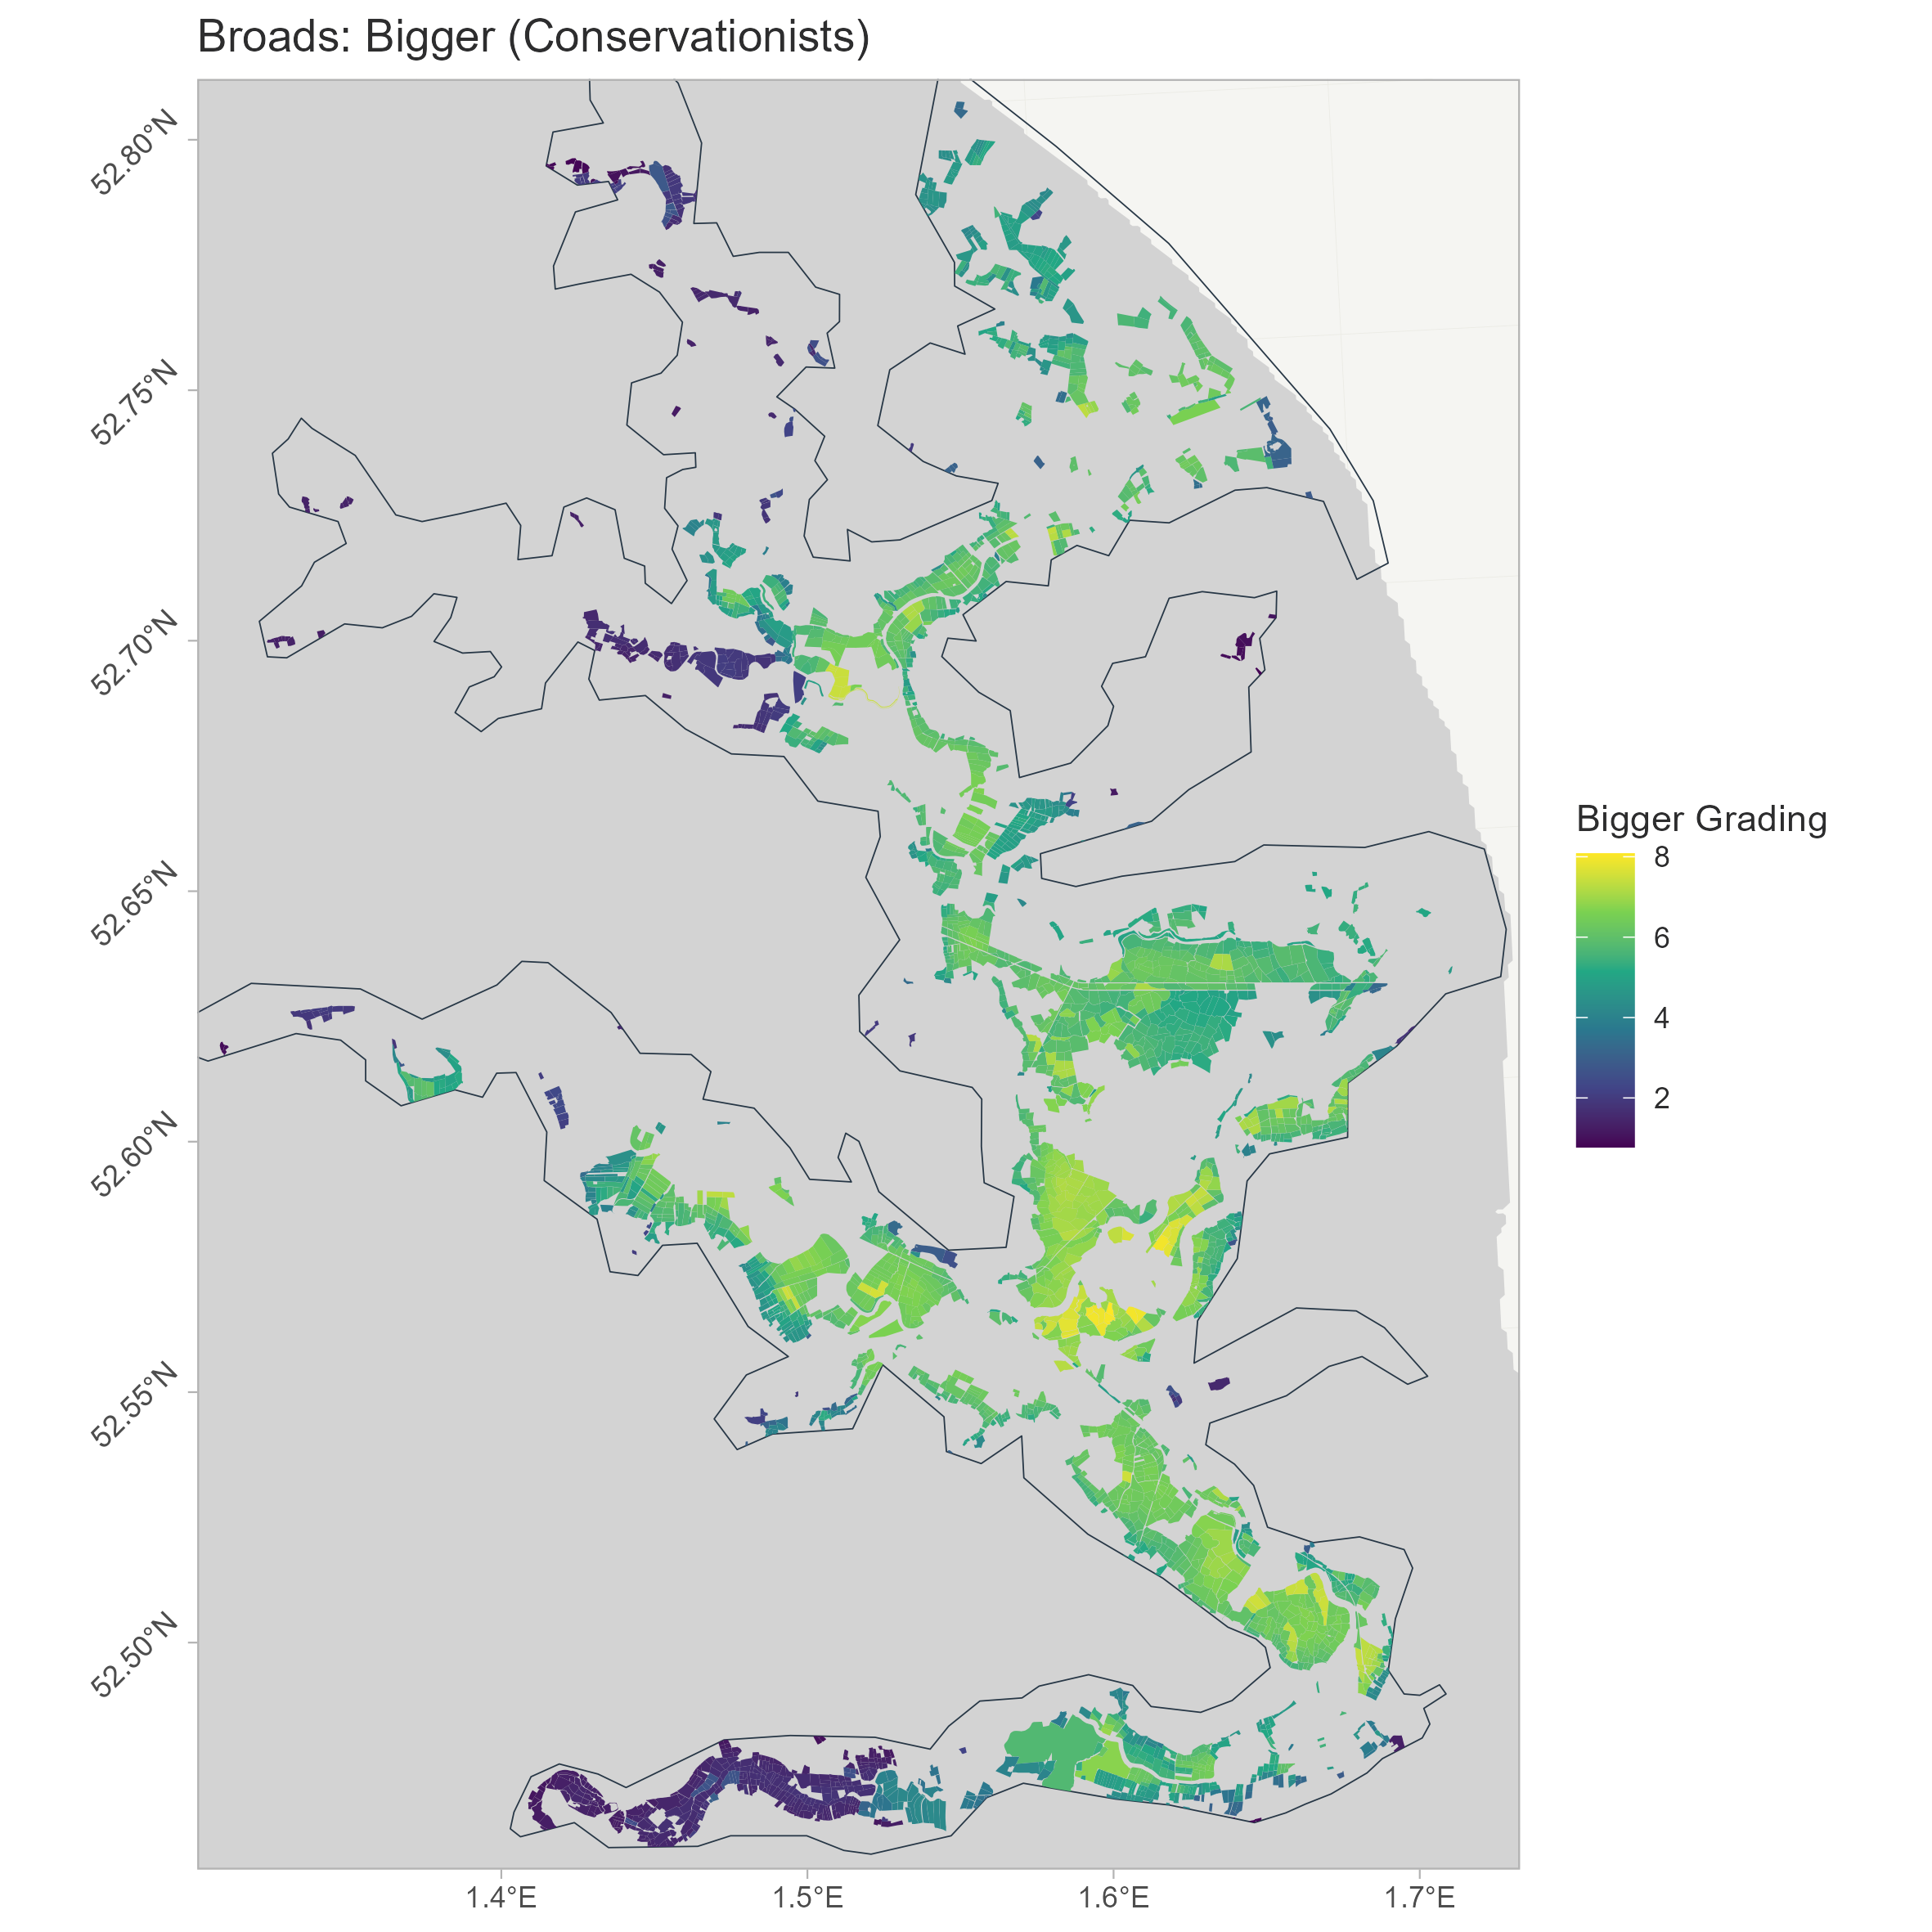 Broads: Bigger (Conservationists)
52.80°N
52.75°N
52.70°N
52.65°N
52.60°N
52.55°N
52.50°N
1.4°E
1.5°E
1.6°E
1.7°E
Bigger Grading
8
6
4
2